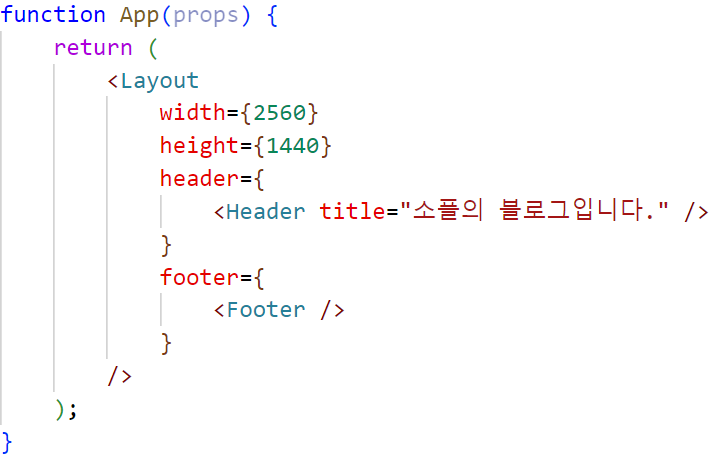 function App(props) {
    return (
        <Layout
            width={2560}
            height={1440}
            header={
                <Header title="소플의 블로그입니다." />
            }
            footer={
                <Footer />
            }
        />
    );
}